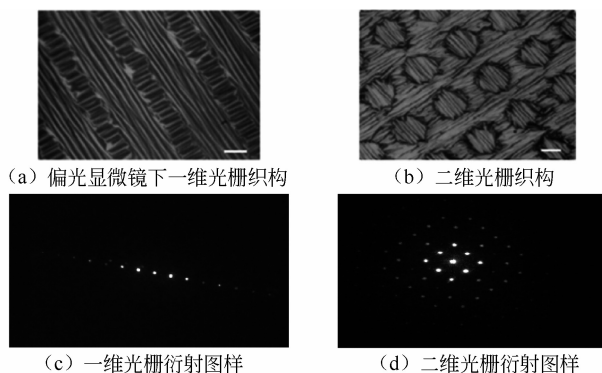 （a）偏光显微镜下一维光栅织构
（b）二维光栅织构
（c）一维光栅衍射图样
（d）二维光栅衍射图样